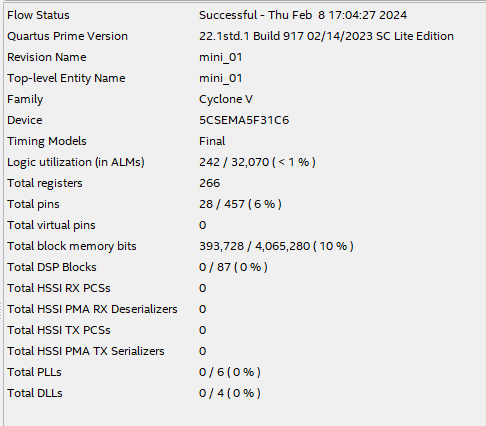 Flow Status Successful - Thu Feb 8 17:04:27 2024
Quartus Prime Version 22.1std.1 Build 917 02/14/2023 SC Lite Edition
Revision Name mini_01
Top-level Entity Name mini_01
Family Cyclone V
Device 5CSEMA5F31C6
Timing Models Final
Logic utilization (in ALMs) 242 / 32,070 ( < 1 % )
Total registers 266
Total pins 28 / 457 ( 6 % )
Total virtual pins 0
Total block memory bits 393,728 / 4,065,280 ( 10 % )
Total DSP Blocks 0 / 87 ( 0 % )
Total HSSI RX PCSs 0
Total HSSI PMA RX Deserializers 0
Total HSSI TX PCSs 0
Total HSSI PMA TX Serializers 0
Total PLLs 0 / 6 ( 0 % )
Total DLLs 0 / 4 ( 0 % )